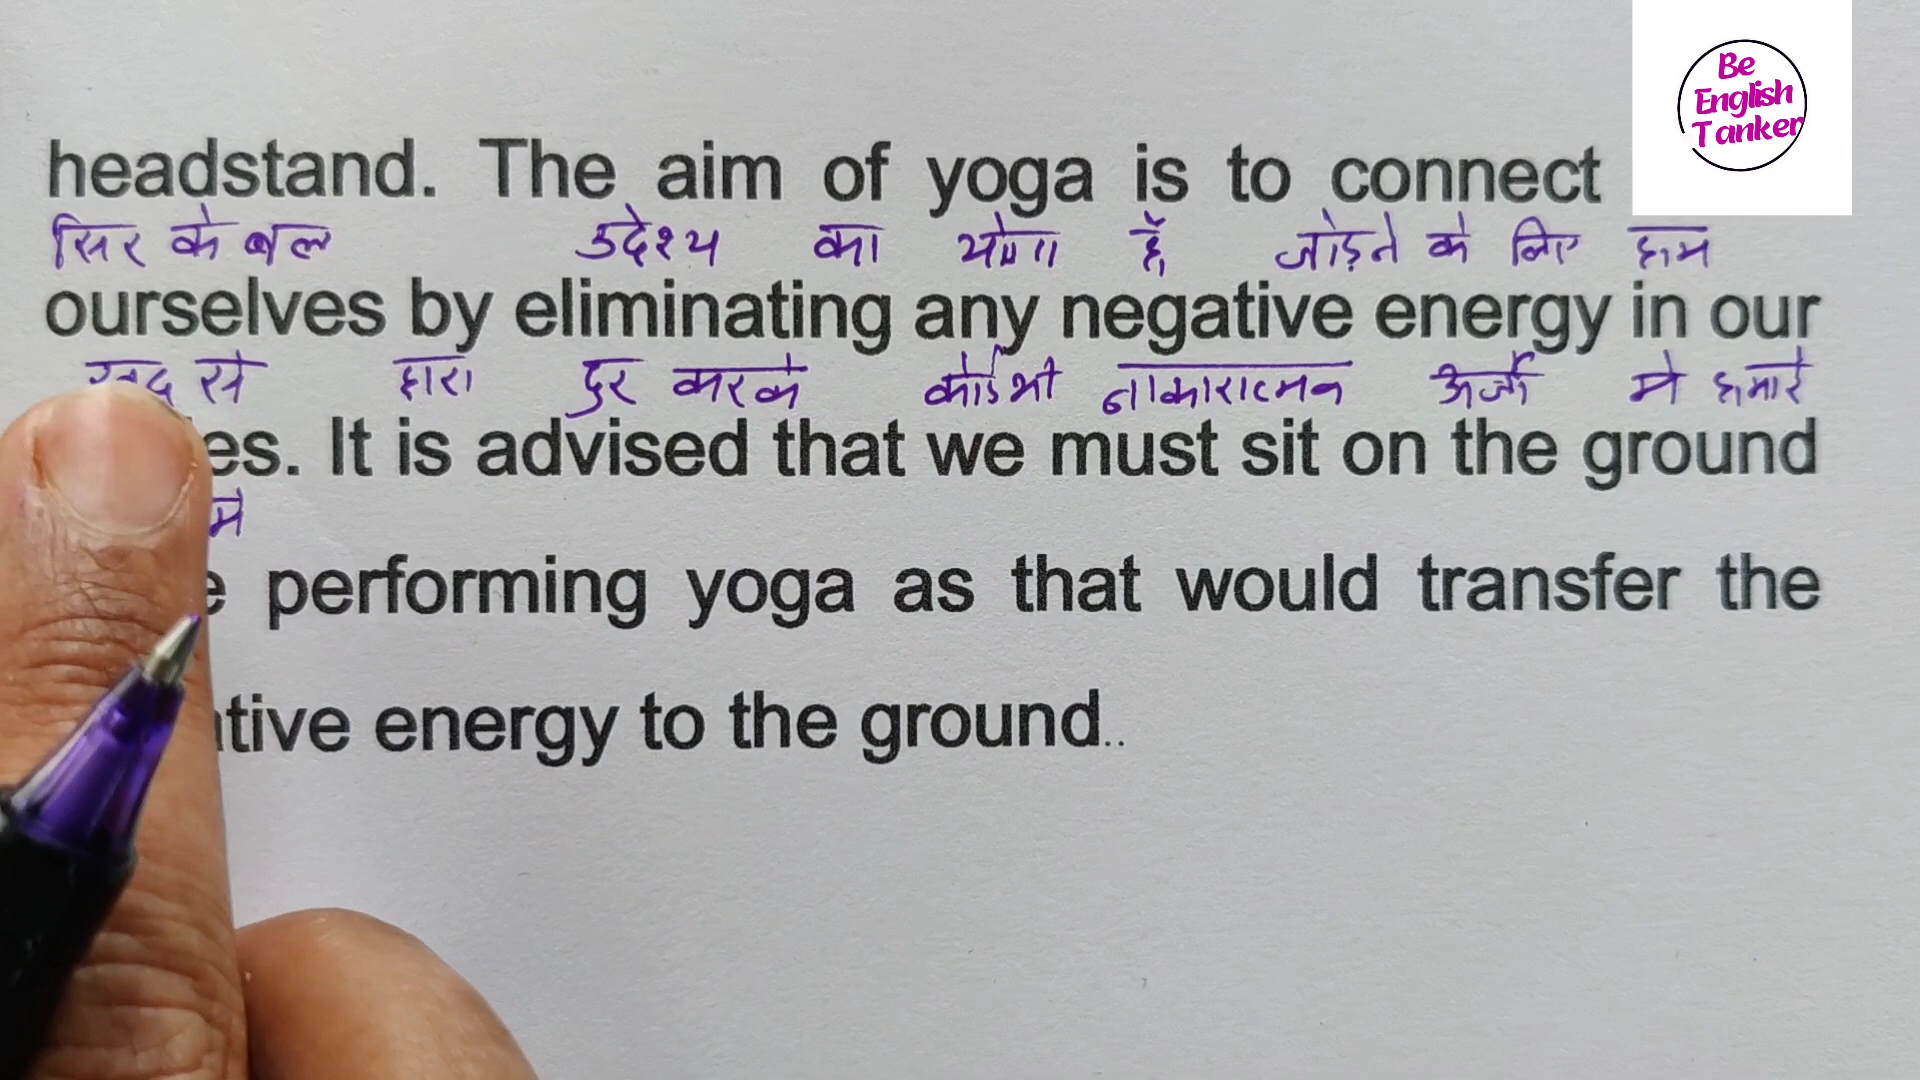 Be
English
Tanker
headstand. The aim of yoga is to connect
सिर के बल उदेश्य का योगा है जोड़ने के लिए हम
ourselves by eliminating any negative energy in our
से द्वारा दुर करके कोई भी नाकारात्मक ऊर्जा मे हमारे
es. It is advised that we must sit on the ground
मे
e performing yoga as that would transfer the
tive energy to the ground..